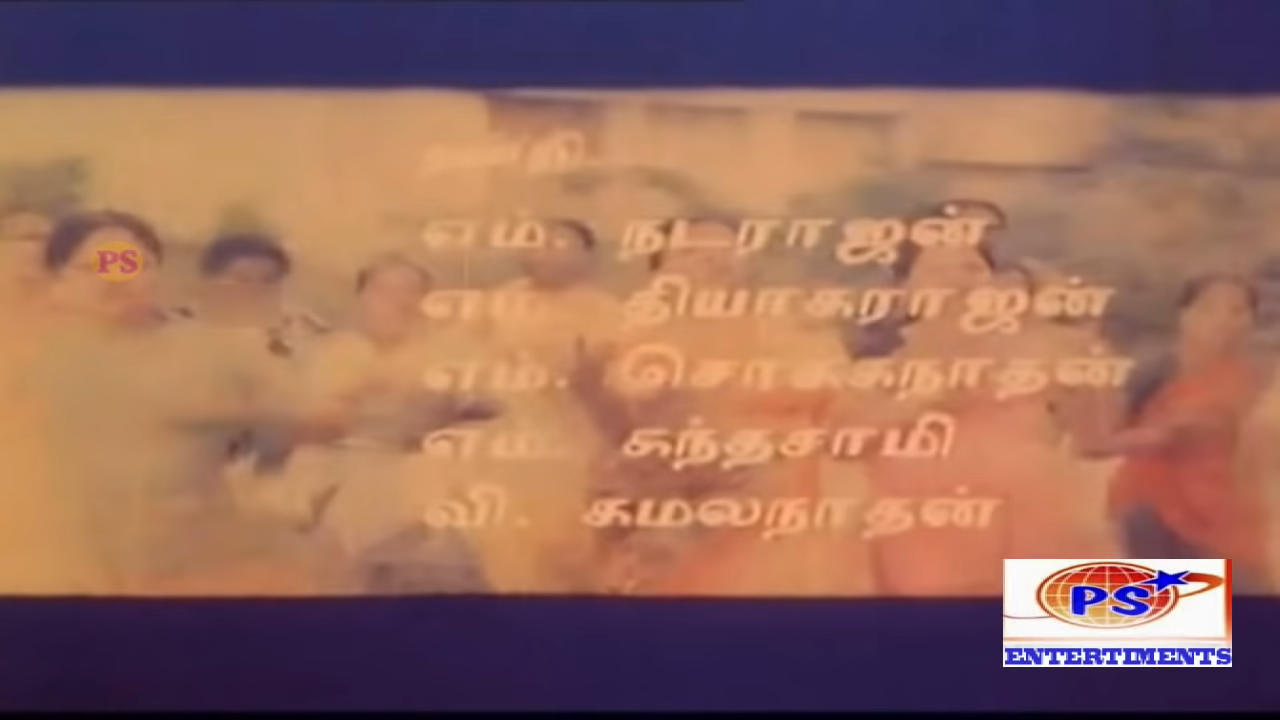 எம். நடராஜன்
எம். தியாகராஜன்
எம். சொக்கநாதன்
எம். கந்தசாமி
வி. கமலநாதன்
PS
PS
ENTERTIMENTS